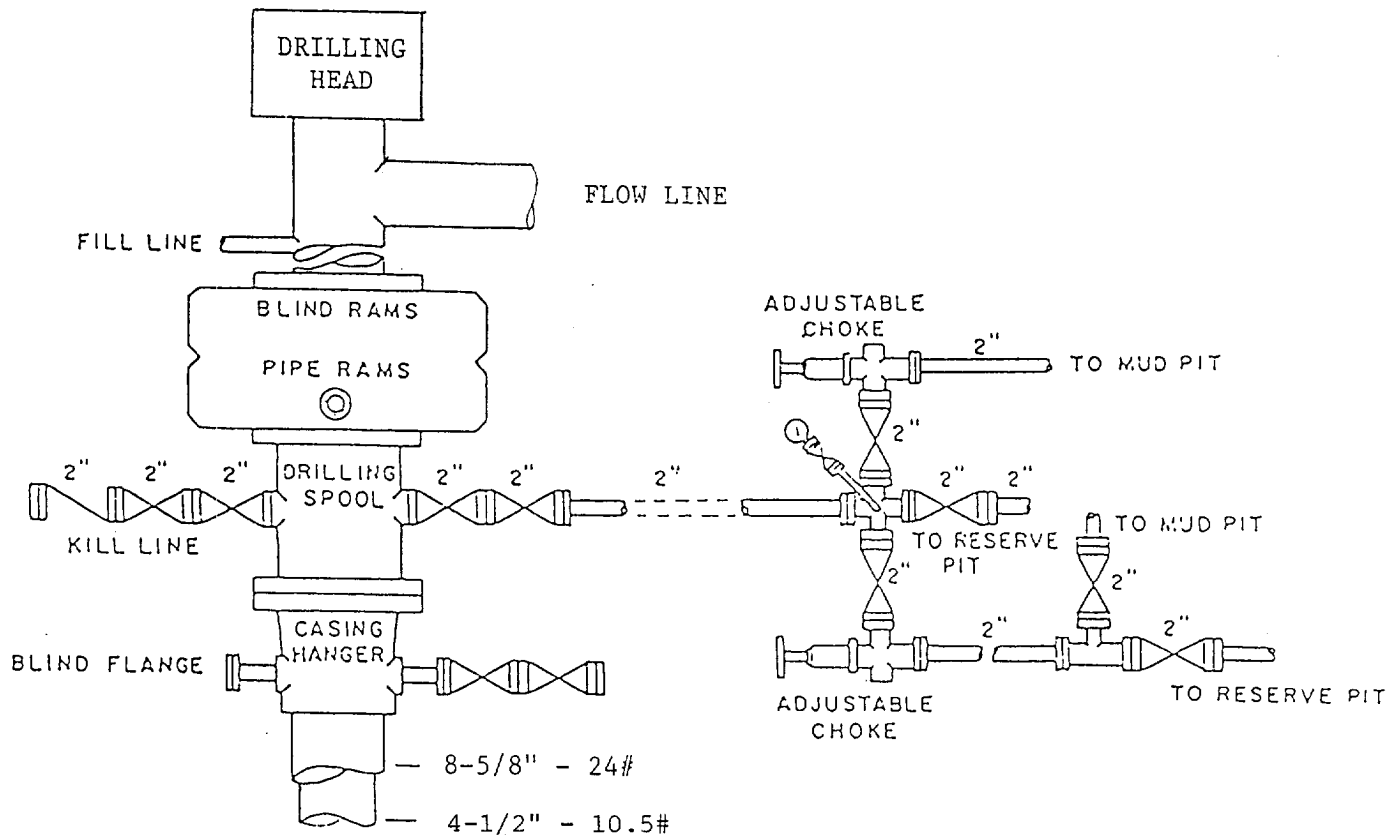 DRILLING
HEAD
FLOW LINE
FILL LINE
BLIND RAMS
PIPE RAMS
ADJUSTABLE
CHOKE
2"
TO MUD PIT
2"
2" 2" 2"
DRILLING
SPOOL
2" 2"
2"
2" 2"
KILL LINE
TO RESERVE
PIT
TO MUD PIT
2"
2"
CASING
HANGER
BLIND FLANGE
2"
2"
TO RESERVE PIT
ADJUSTABLE
CHOKE
8-5/8" - 24#
4-1/2" - 10.5#